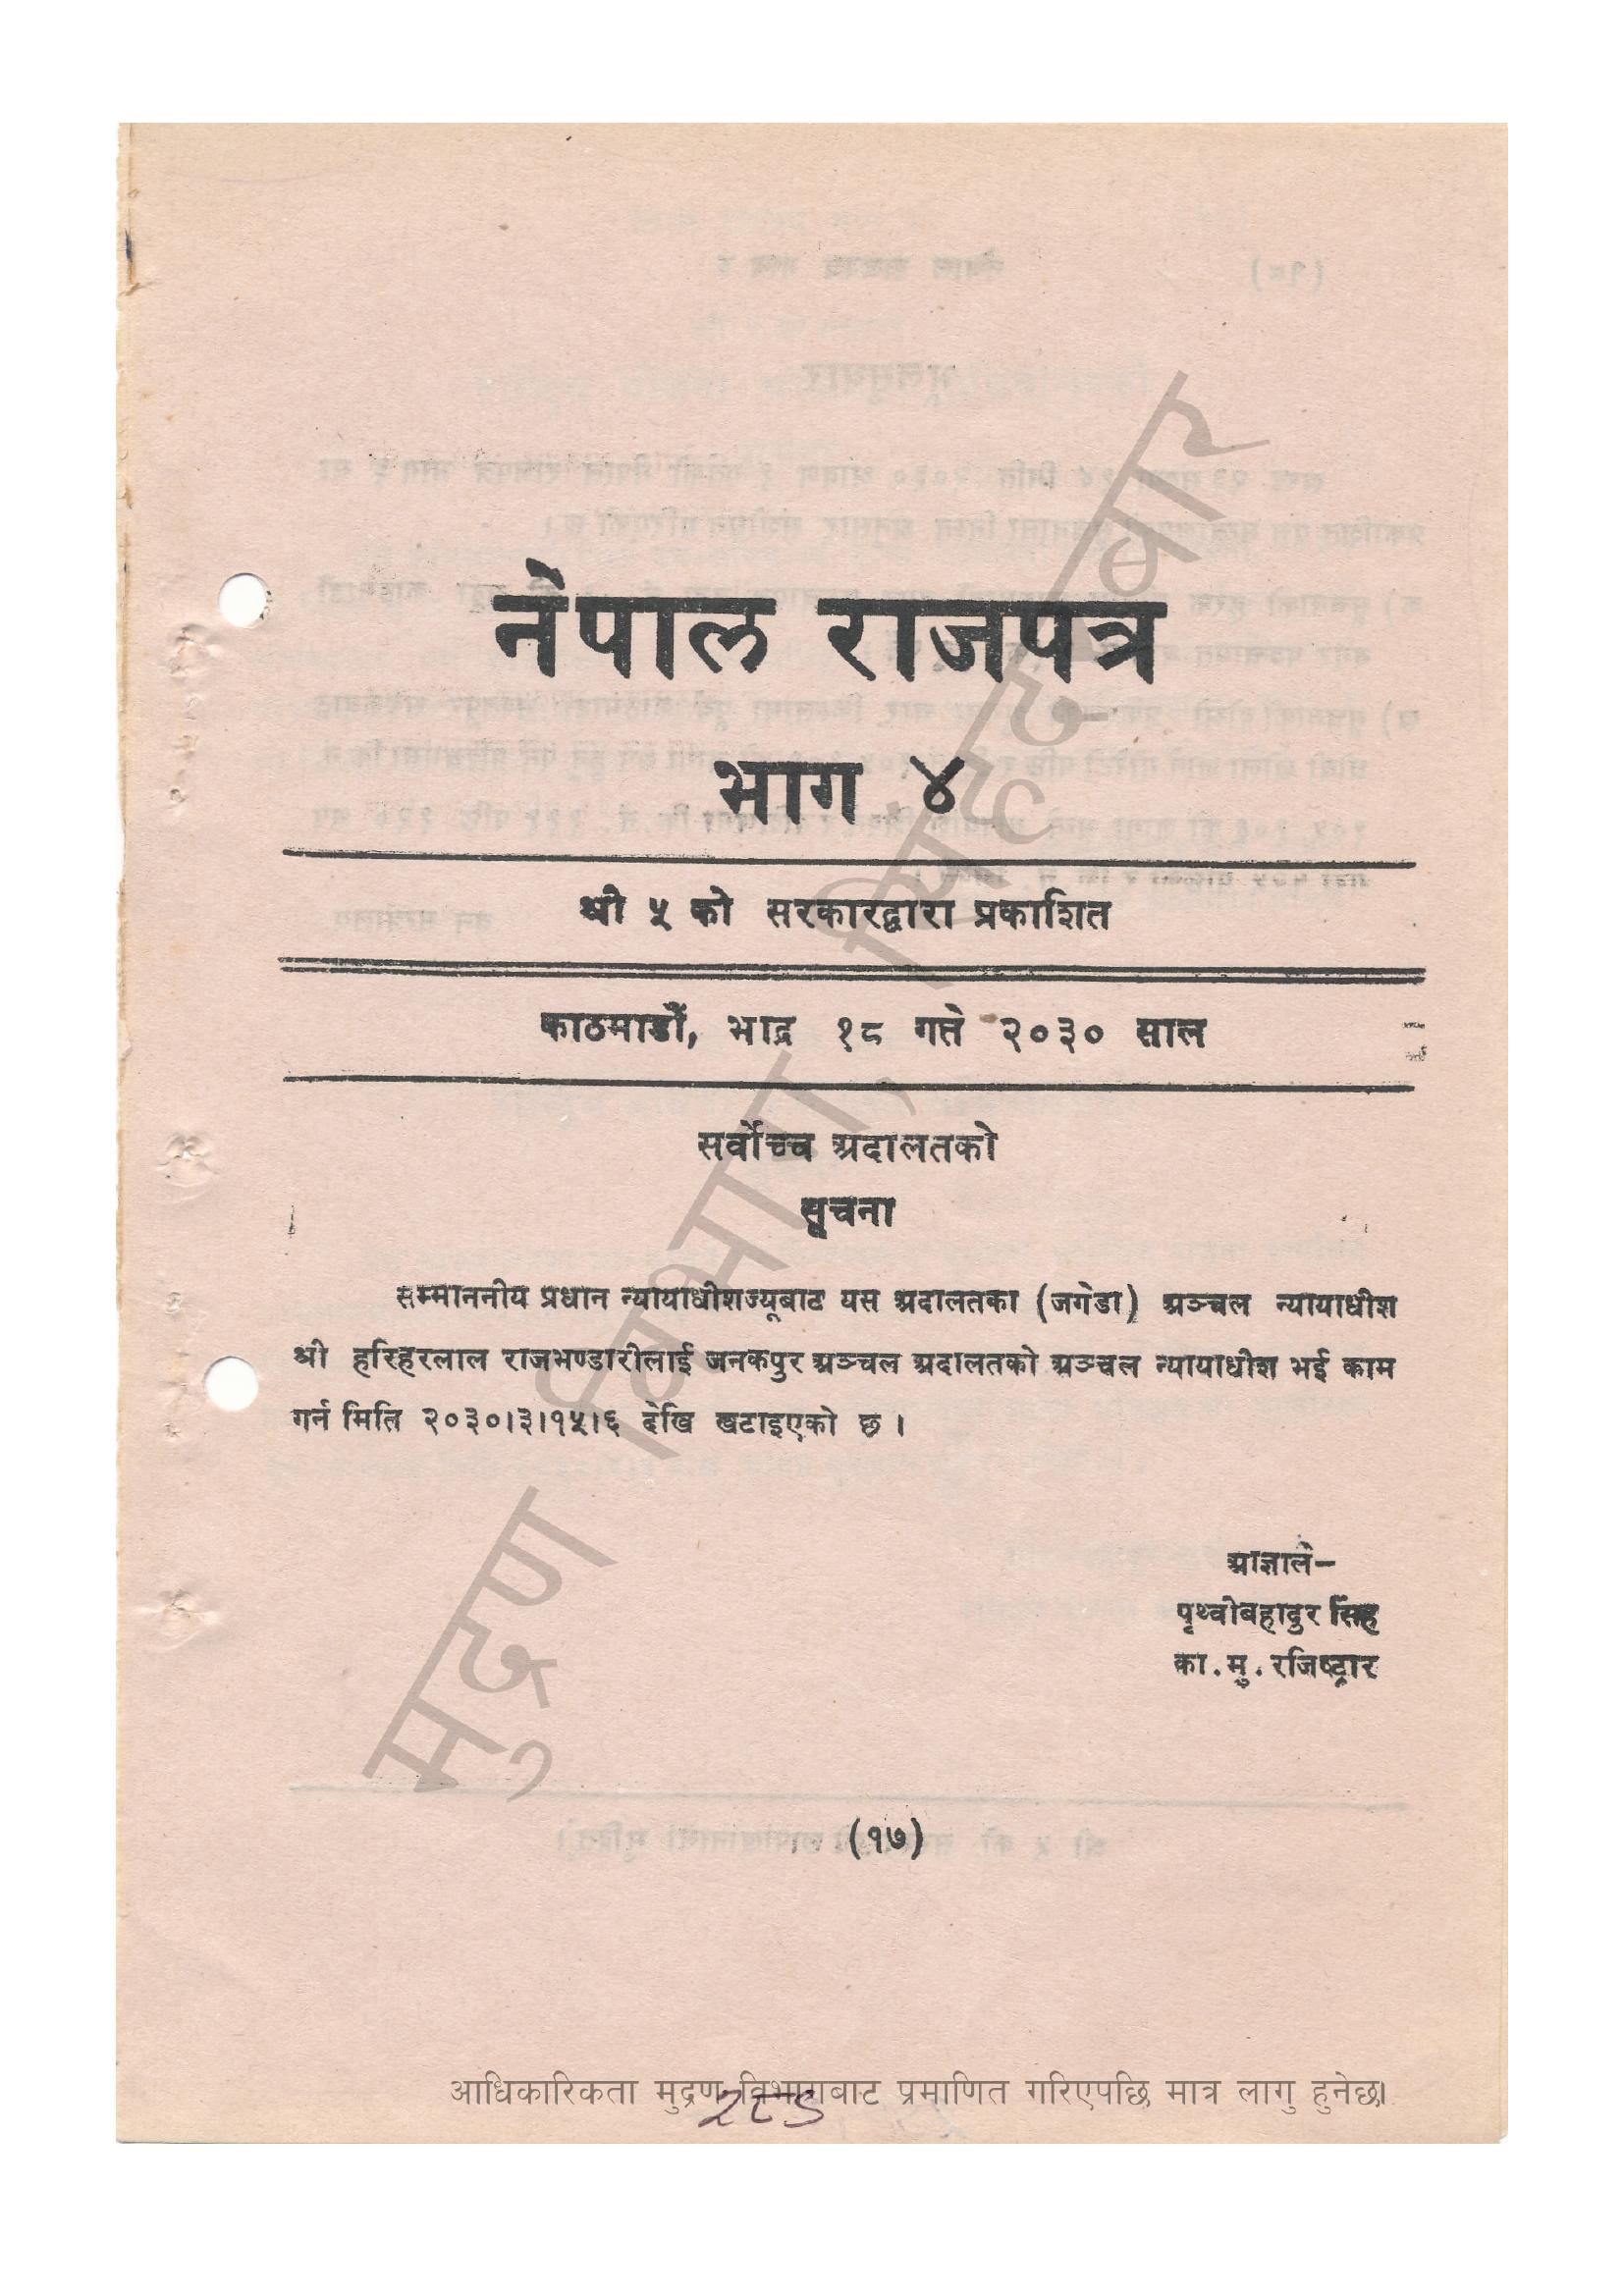 नेपाल राजपत्र
भाग ४
श्री ५ को सरकारद्वारा प्रकाशित
काठमाडौं, भाद्र १८ गते २०३० साल
सर्वोच्च अदालतको
सूचना
सम्माननीय प्रधान न्यायाधीशज्यूबाट यस अदालतका (जगेडा) अञ्चल न्यायाधीश
श्री हरिहरलाल राजभण्डारीलाई जनकपुर अञ्चल अदालतको अञ्चल न्यायाधीश भई काम
गर्न मिति २०३०।३।१५।६ देखि खटाइएको छ ।
आज्ञाले–
पृथ्वीबहादुर सिंह
का.मु.रजिष्ट्रार
(१७)
मुद्रण विभाग, सिंहदरबार
आधिकारिकता मुद्रण विभागबाट प्रमाणित गरिएपछि मात्र लागु हुनेछ।